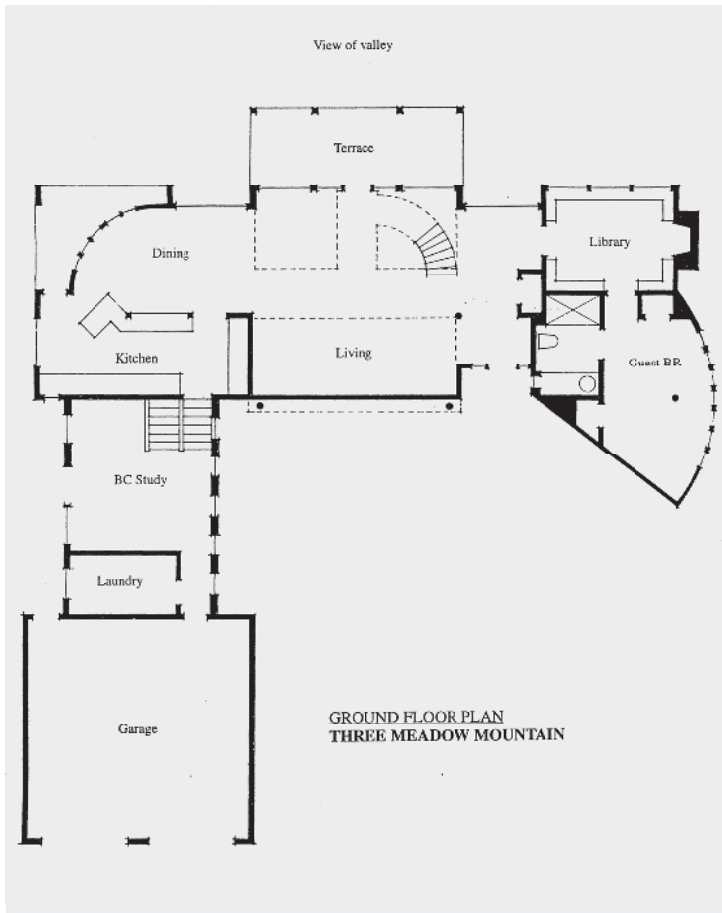 View of valley
Terrace
Library
Dining
Living
Guest BR.
Kitchen
BC Study
Laundry
Garage
GROUND FLOOR PLAN
THREE MEADOW MOUNTAIN